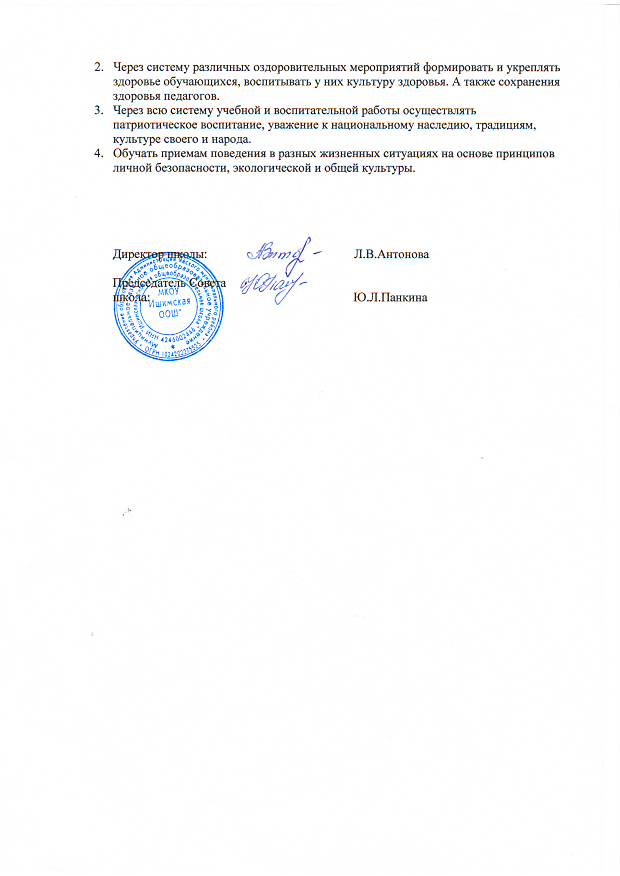 2. Через систему различных оздоровительных мероприятий формировать и укреплять
здоровье обучающихся, воспитывать у них культуру здоровья. А также сохранения
здоровья педагогов.
3. Через всю систему учебной и воспитательной работы осуществлять
патриотическое воспитание, уважение к национальному наследию, традициям,
культуре своего и народа.
4. Обучать приемам поведения в разных жизненных ситуациях на основе принципов
личной безопасности, экологической и общей культуры.
Директор школы: Л.В.Антонова
Председатель Совета
школа: Ю.Л.Панкина
МКОУ
"Ишимская
ООШ"